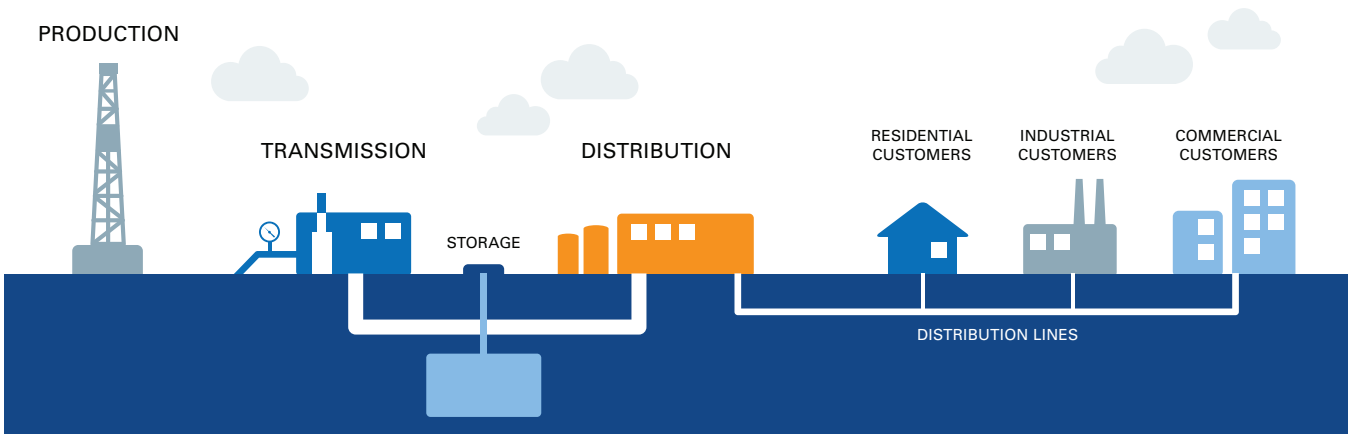 PRODUCTION
TRANSMISSION
STORAGE
DISTRIBUTION
RESIDENTIAL
CUSTOMERS
INDUSTRIAL
CUSTOMERS
COMMERCIAL
CUSTOMERS
DISTRIBUTION LINES